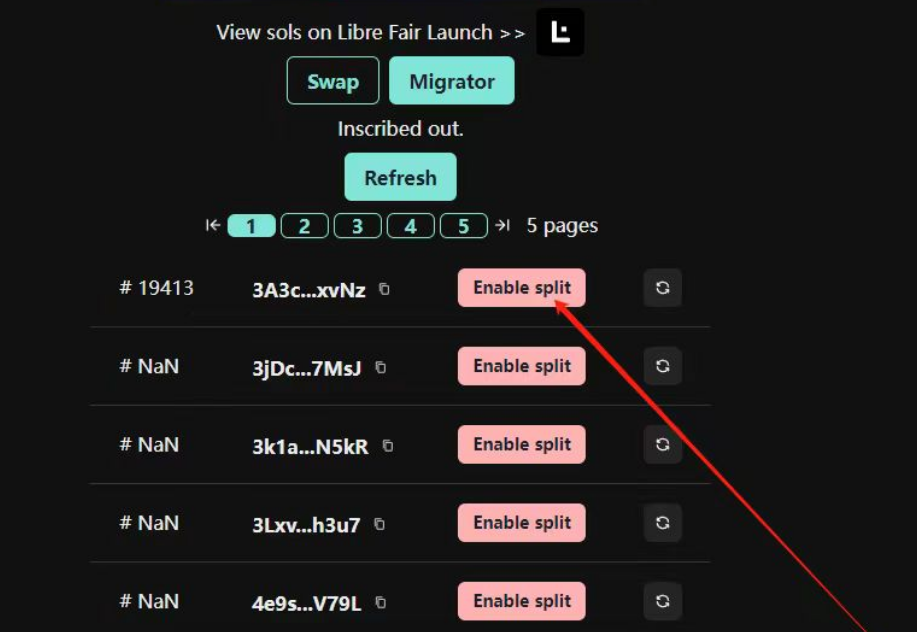 View sols on Libre Fair Launch >>
Swap Migrator
Inscribed out.
Refresh
1 2 3 4 5 5 pages
# 19413 3A3c...xvNz Enable split
# NaN 3jDc...7MsJ Enable split
# NaN 3k1a...N5kR Enable split
# NaN 3Lxv...h3u7 Enable split
# NaN 4e9s...V79L Enable split